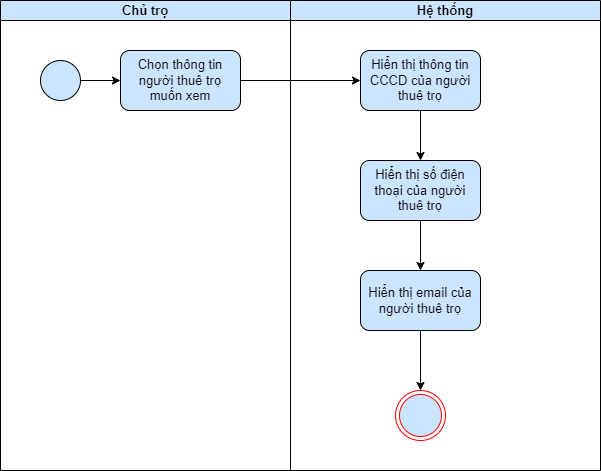 Chủ trọ
Hệ thống
Chọn thông tin
người thuê trọ
muốn xem
Hiển thị thông tin
CCCD của người
thuê trọ
Hiển thị số điện
thoại của người
thuê trọ
Hiển thị email của
người thuê trọ